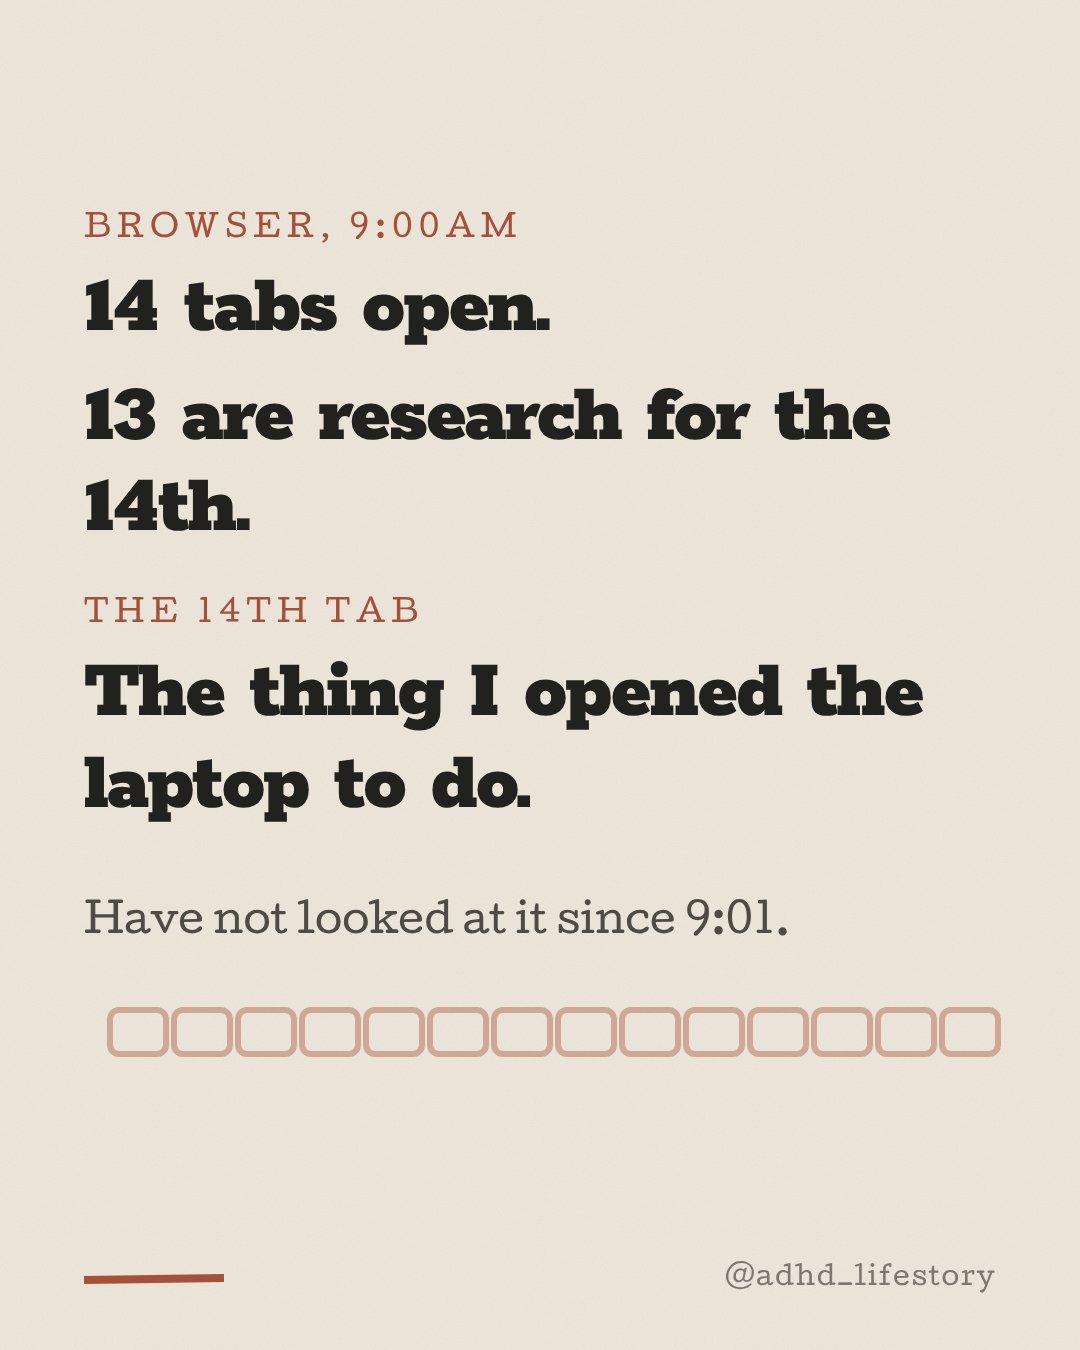 BROWSER, 9:00AM
14 tabs open.
13 are research for the
14th.
THE 14TH TAB
The thing I opened the
laptop to do.
Have not looked at it since 9:01.
@adhd_lifestory